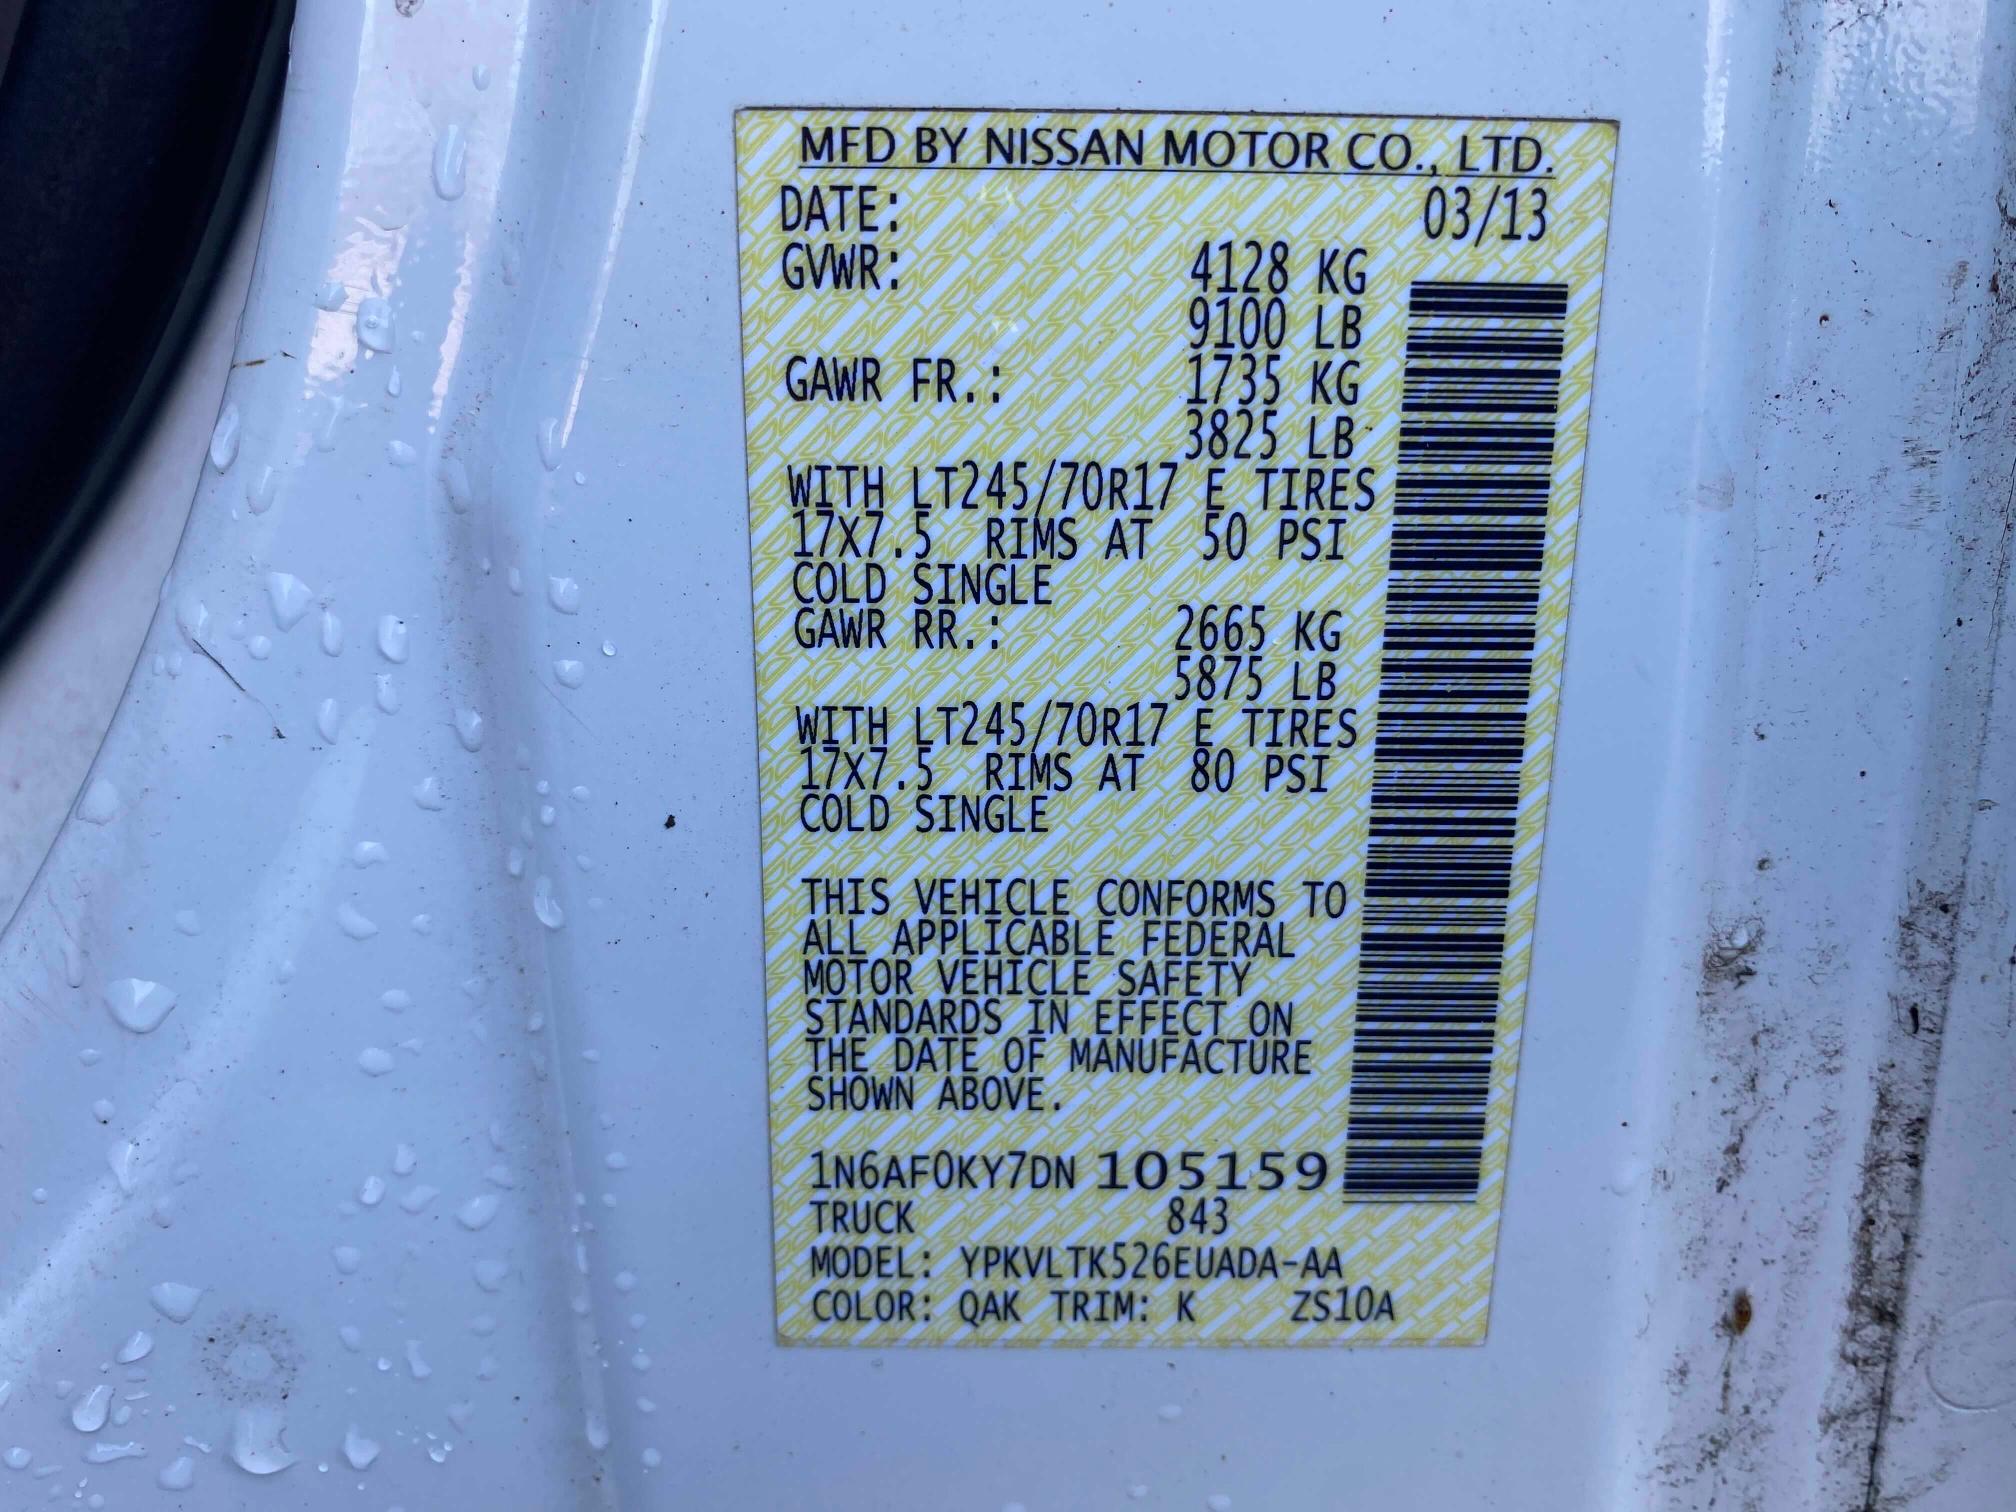 MFD BY NISSAN MOTOR CO., LTD.
DATE: 03/13
GVWR: 4128 KG
9100 LB
GAWR FR.: 1735 KG
3825 LB
WITH LT245/70R17 E TIRES
17X7.5 RIMS AT 50 PSI
COLD SINGLE
GAWR RR.: 2665 KG
5875 LB
WITH LT245/70R17 E TIRES
17X7.5 RIMS AT 80 PSI
COLD SINGLE
THIS VEHICLE CONFORMS TO
ALL APPLICABLE FEDERAL
MOTOR VEHICLE SAFETY
STANDARDS IN EFFECT ON
THE DATE OF MANUFACTURE
SHOWN ABOVE.
1N6AF0KY7DN 105159
TRUCK 843
MODEL: YPKVLTK526EUADA-AA
COLOR: QAK TRIM: K ZS10A